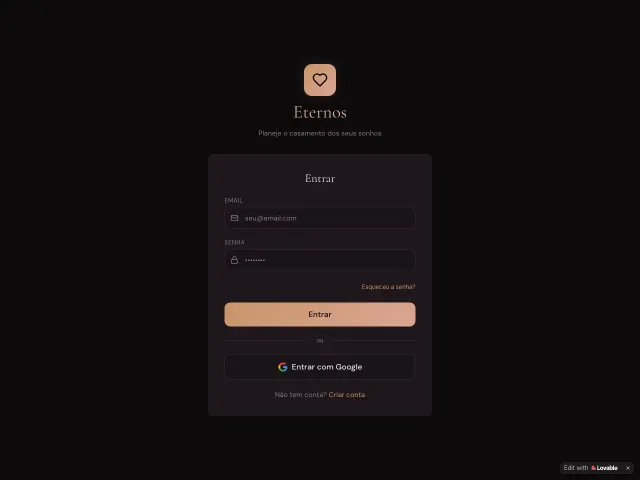 Eternos
Planeje o casamento dos seus sonhos
Entrar
EMAIL
seu@email.com
SENHA
••••••••
Esqueceu a senha?
Entrar
ou
Entrar com Google
Não tem conta? Criar conta
Edit with Lovable ×